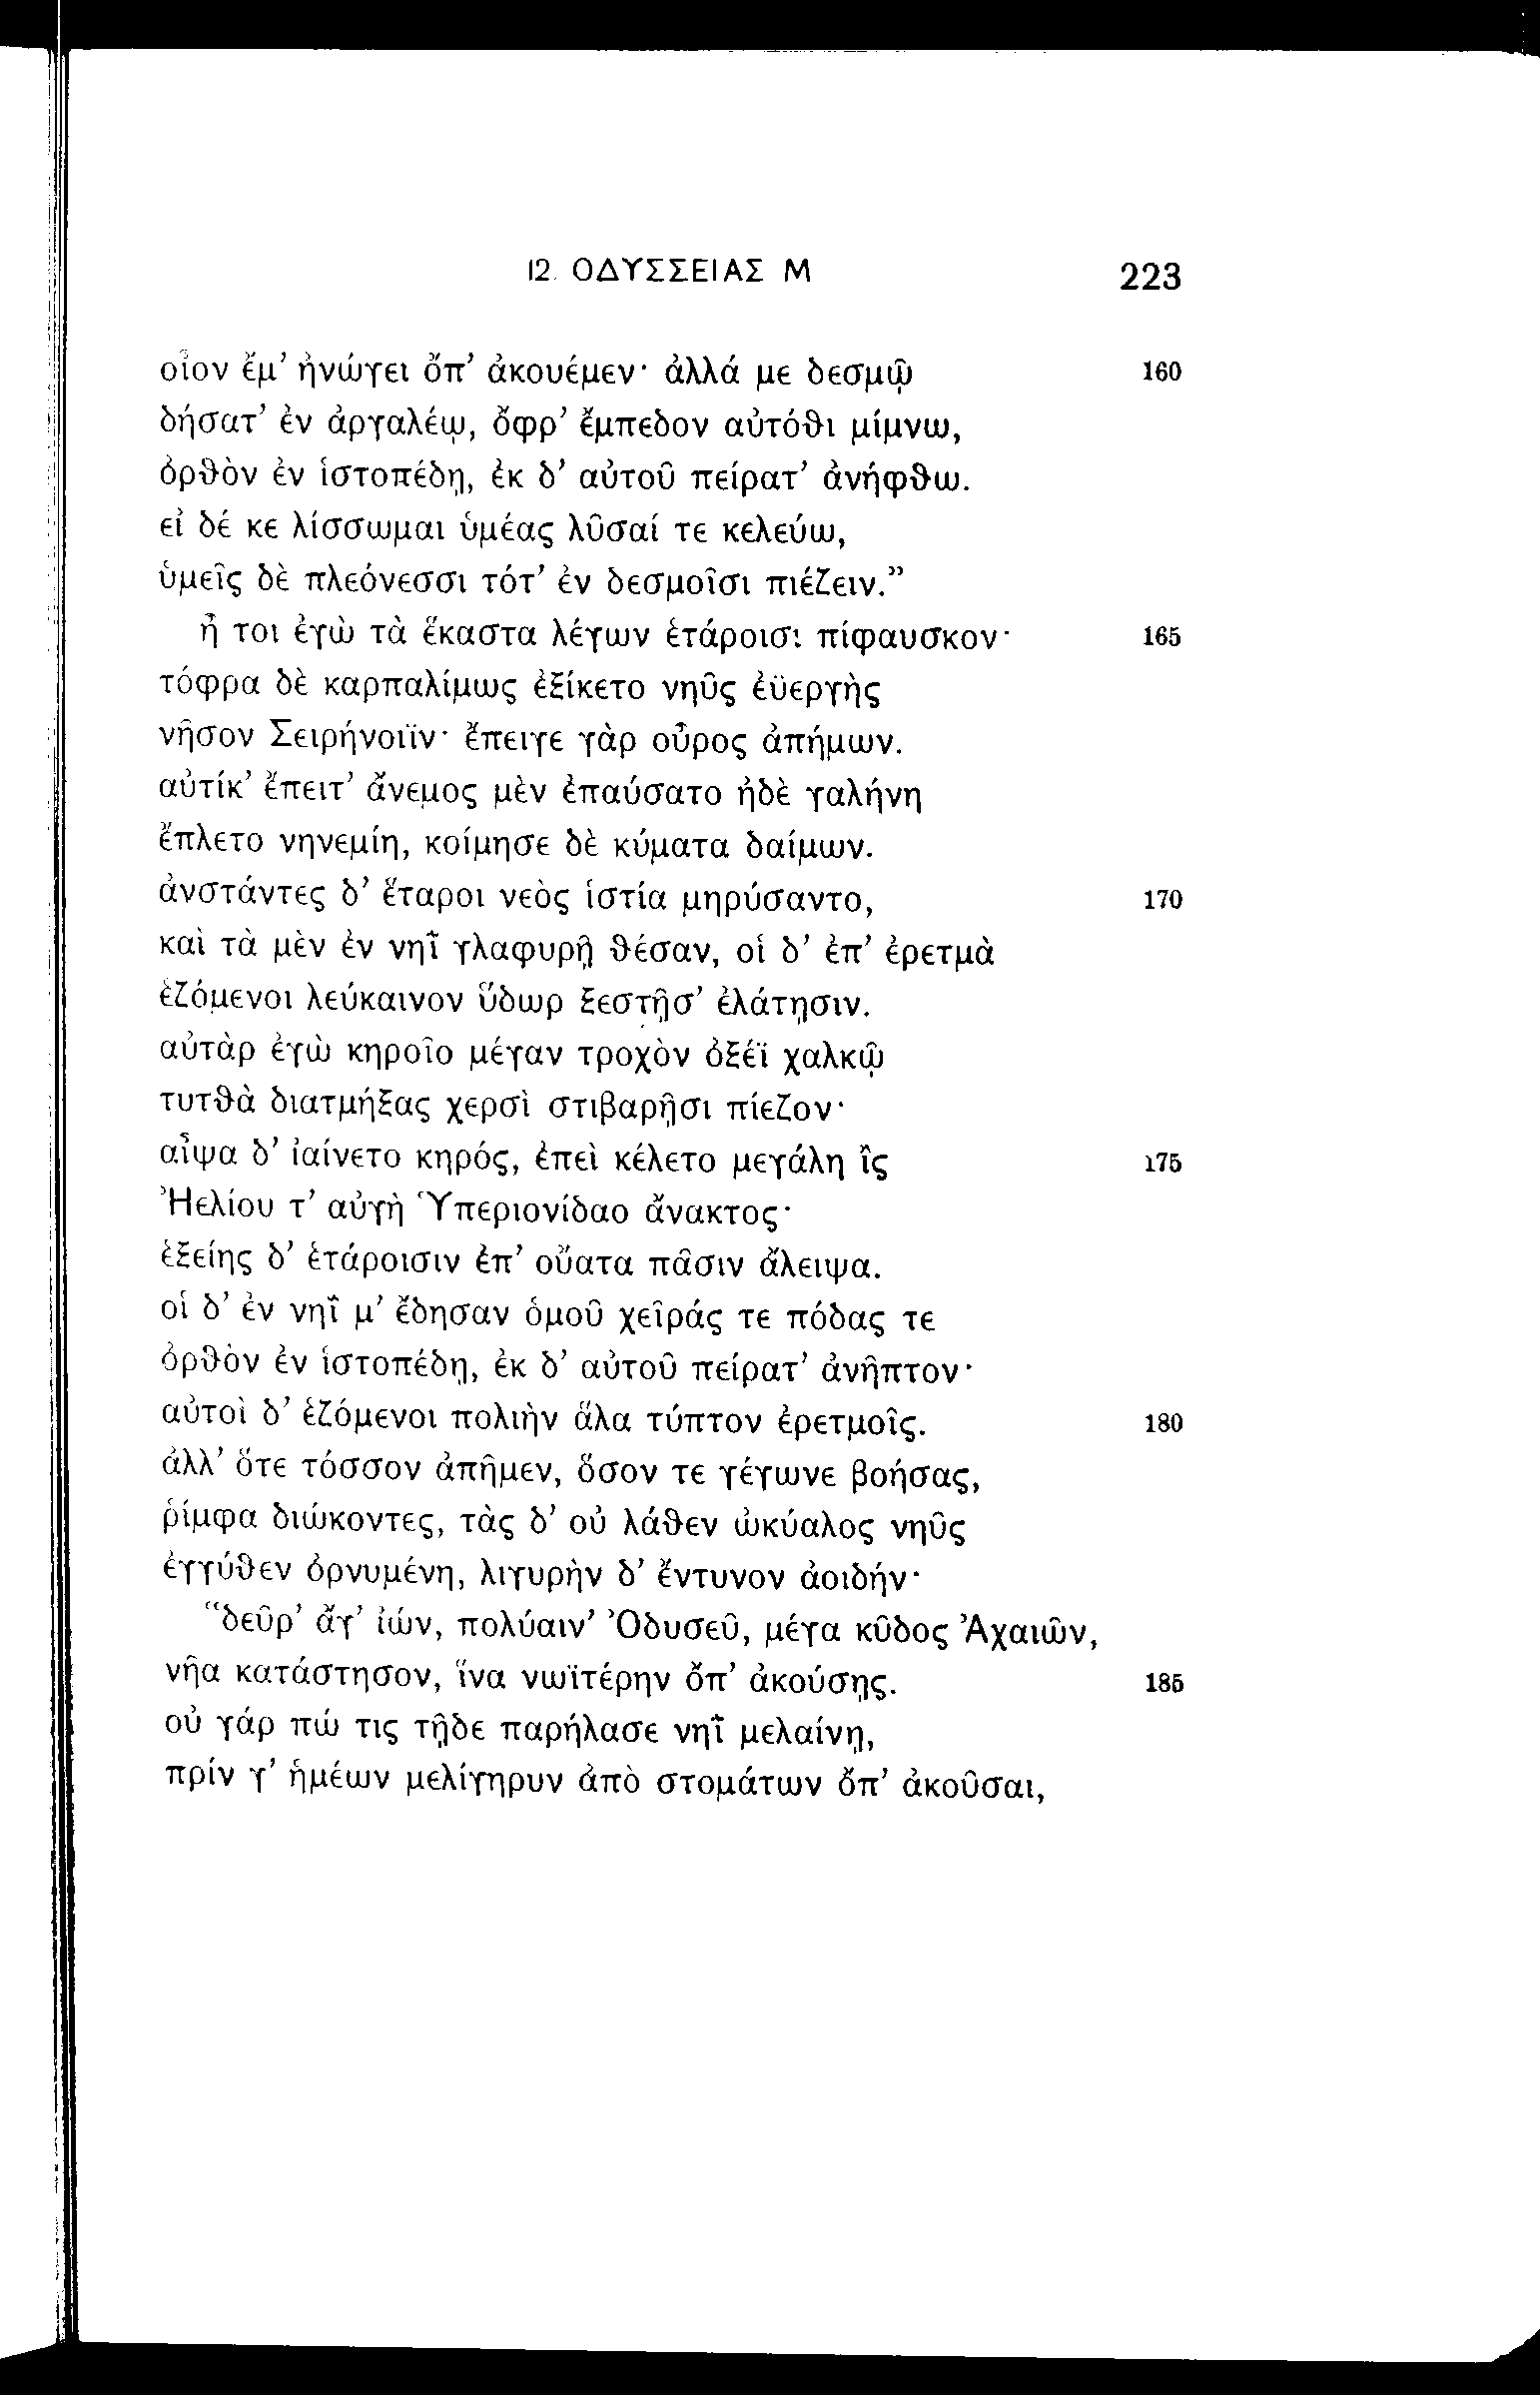 12. ΟΔΥΣΣΕΙΑΣ Μ 223
οἶον ἔμ’ ἠνώγει ὄπ’ ἀκουέμεν· ἀλλά με δεσμῷ 160
δήσατ’ ἐν ἀργαλέῳ, ὄφρ’ ἔμπεδον αὐτόϑι μίμνω,
ὀρϑὸν ἐν ἱστοπέδῃ, ἐκ δ’ αὐτοῦ πείρατ’ ἀνήφϑω.
εἰ δέ κε λίσσωμαι ὑμέας λῦσαί τε κελεύω,
ὑμεῖς δὲ πλεόνεσσι τότ’ ἐν δεσμοῖσι πιέζειν.”
ἦ τοι ἐγὼ τὰ ἕκαστα λέγων ἑτάροισι πίφαυσκον· 165
τόφρα δὲ καρπαλίμως ἐξίκετο νηῦς ἐϋεργὴς
νῆσον Σειρήνοιϊν· ἔπειγε γὰρ οὖρος ἀπήμων.
αὐτίκ’ ἔπειτ’ ἄνεμος μὲν ἐπαύσατο ἠδὲ γαλήνη
ἔπλετο νηνεμίη, κοίμησε δὲ κύματα δαίμων.
ἀνστάντες δ’ ἕταροι νεὸς ἱστία μηρύσαντο, 170
καὶ τὰ μὲν ἐν νηῒ γλαφυρῇ ϑέσαν, οἱ δ’ ἐπ’ ἐρετμὰ
ἑζόμενοι λεύκαινον ὕδωρ ξεστῇσ’ ἐλάτῃσιν.
αὐτὰρ ἐγὼ κηροῖο μέγαν τροχὸν ὀξέϊ χαλκῷ
τυτϑὰ διατμήξας χερσὶ στιβαρῇσι πίεζον·
αἶψα δ’ ἰαίνετο κηρός, ἐπεὶ κέλετο μεγάλη ἲς 175
Ἠελίου τ’ αὐγὴ Ὑπεριονίδαο ἄνακτος·
ἑξείης δ’ ἑτάροισιν ἐπ’ οὔατα πᾶσιν ἄλειψα.
οἱ δ’ ἐν νηΐ μ’ ἔδησαν ὁμοῦ χεῖράς τε πόδας τε
ὀρϑὸν ἐν ἱστοπέδῃ, ἐκ δ’ αὐτοῦ πείρατ’ ἀνῆπτον·
αὐτοὶ δ’ ἑζόμενοι πολιὴν ἅλα τύπτον ἐρετμοῖς. 180
ἀλλ’ ὅτε τόσσον ἀπῆμεν, ὅσον τε γέγωνε βοήσας,
ῥίμφα διώκοντες, τὰς δ’ οὐ λάϑεν ὠκύαλος νηῦς
ἐγγύϑεν ὀρνυμένη, λιγυρὴν δ’ ἔντυνον ἀοιδήν·
“δεῦρ’ ἄγ’ ἰών, πολύαιν’ Ὀδυσεῦ, μέγα κῦδος Ἀχαιῶν,
νῆα κατάστησον, ἵνα νωϊτέρην ὄπ’ ἀκούσῃς. 185
οὐ γάρ πώ τις τῇδε παρήλασε νηῒ μελαίνῃ,
πρίν γ’ ἡμέων μελίγηρυν ἀπὸ στομάτων ὄπ’ ἀκοῦσαι,